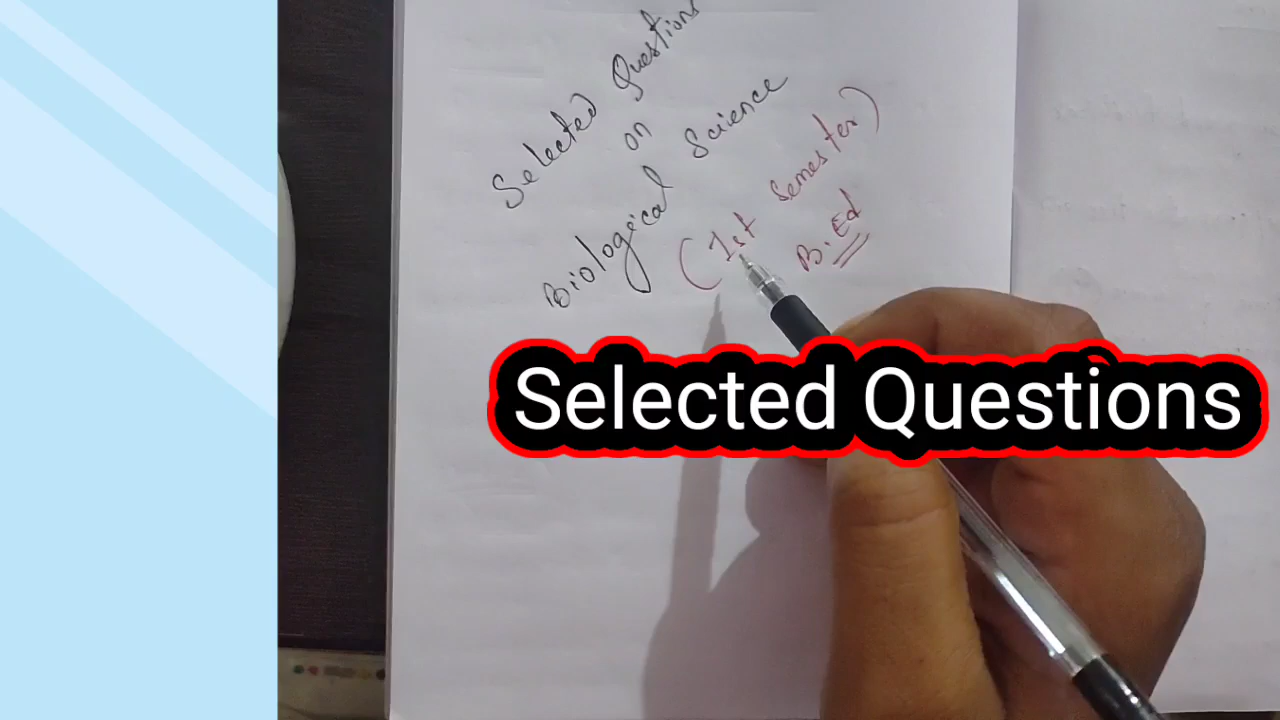 Selected Questions
on
Biological Science
(1st Semester)
B.Ed
Selected Questions